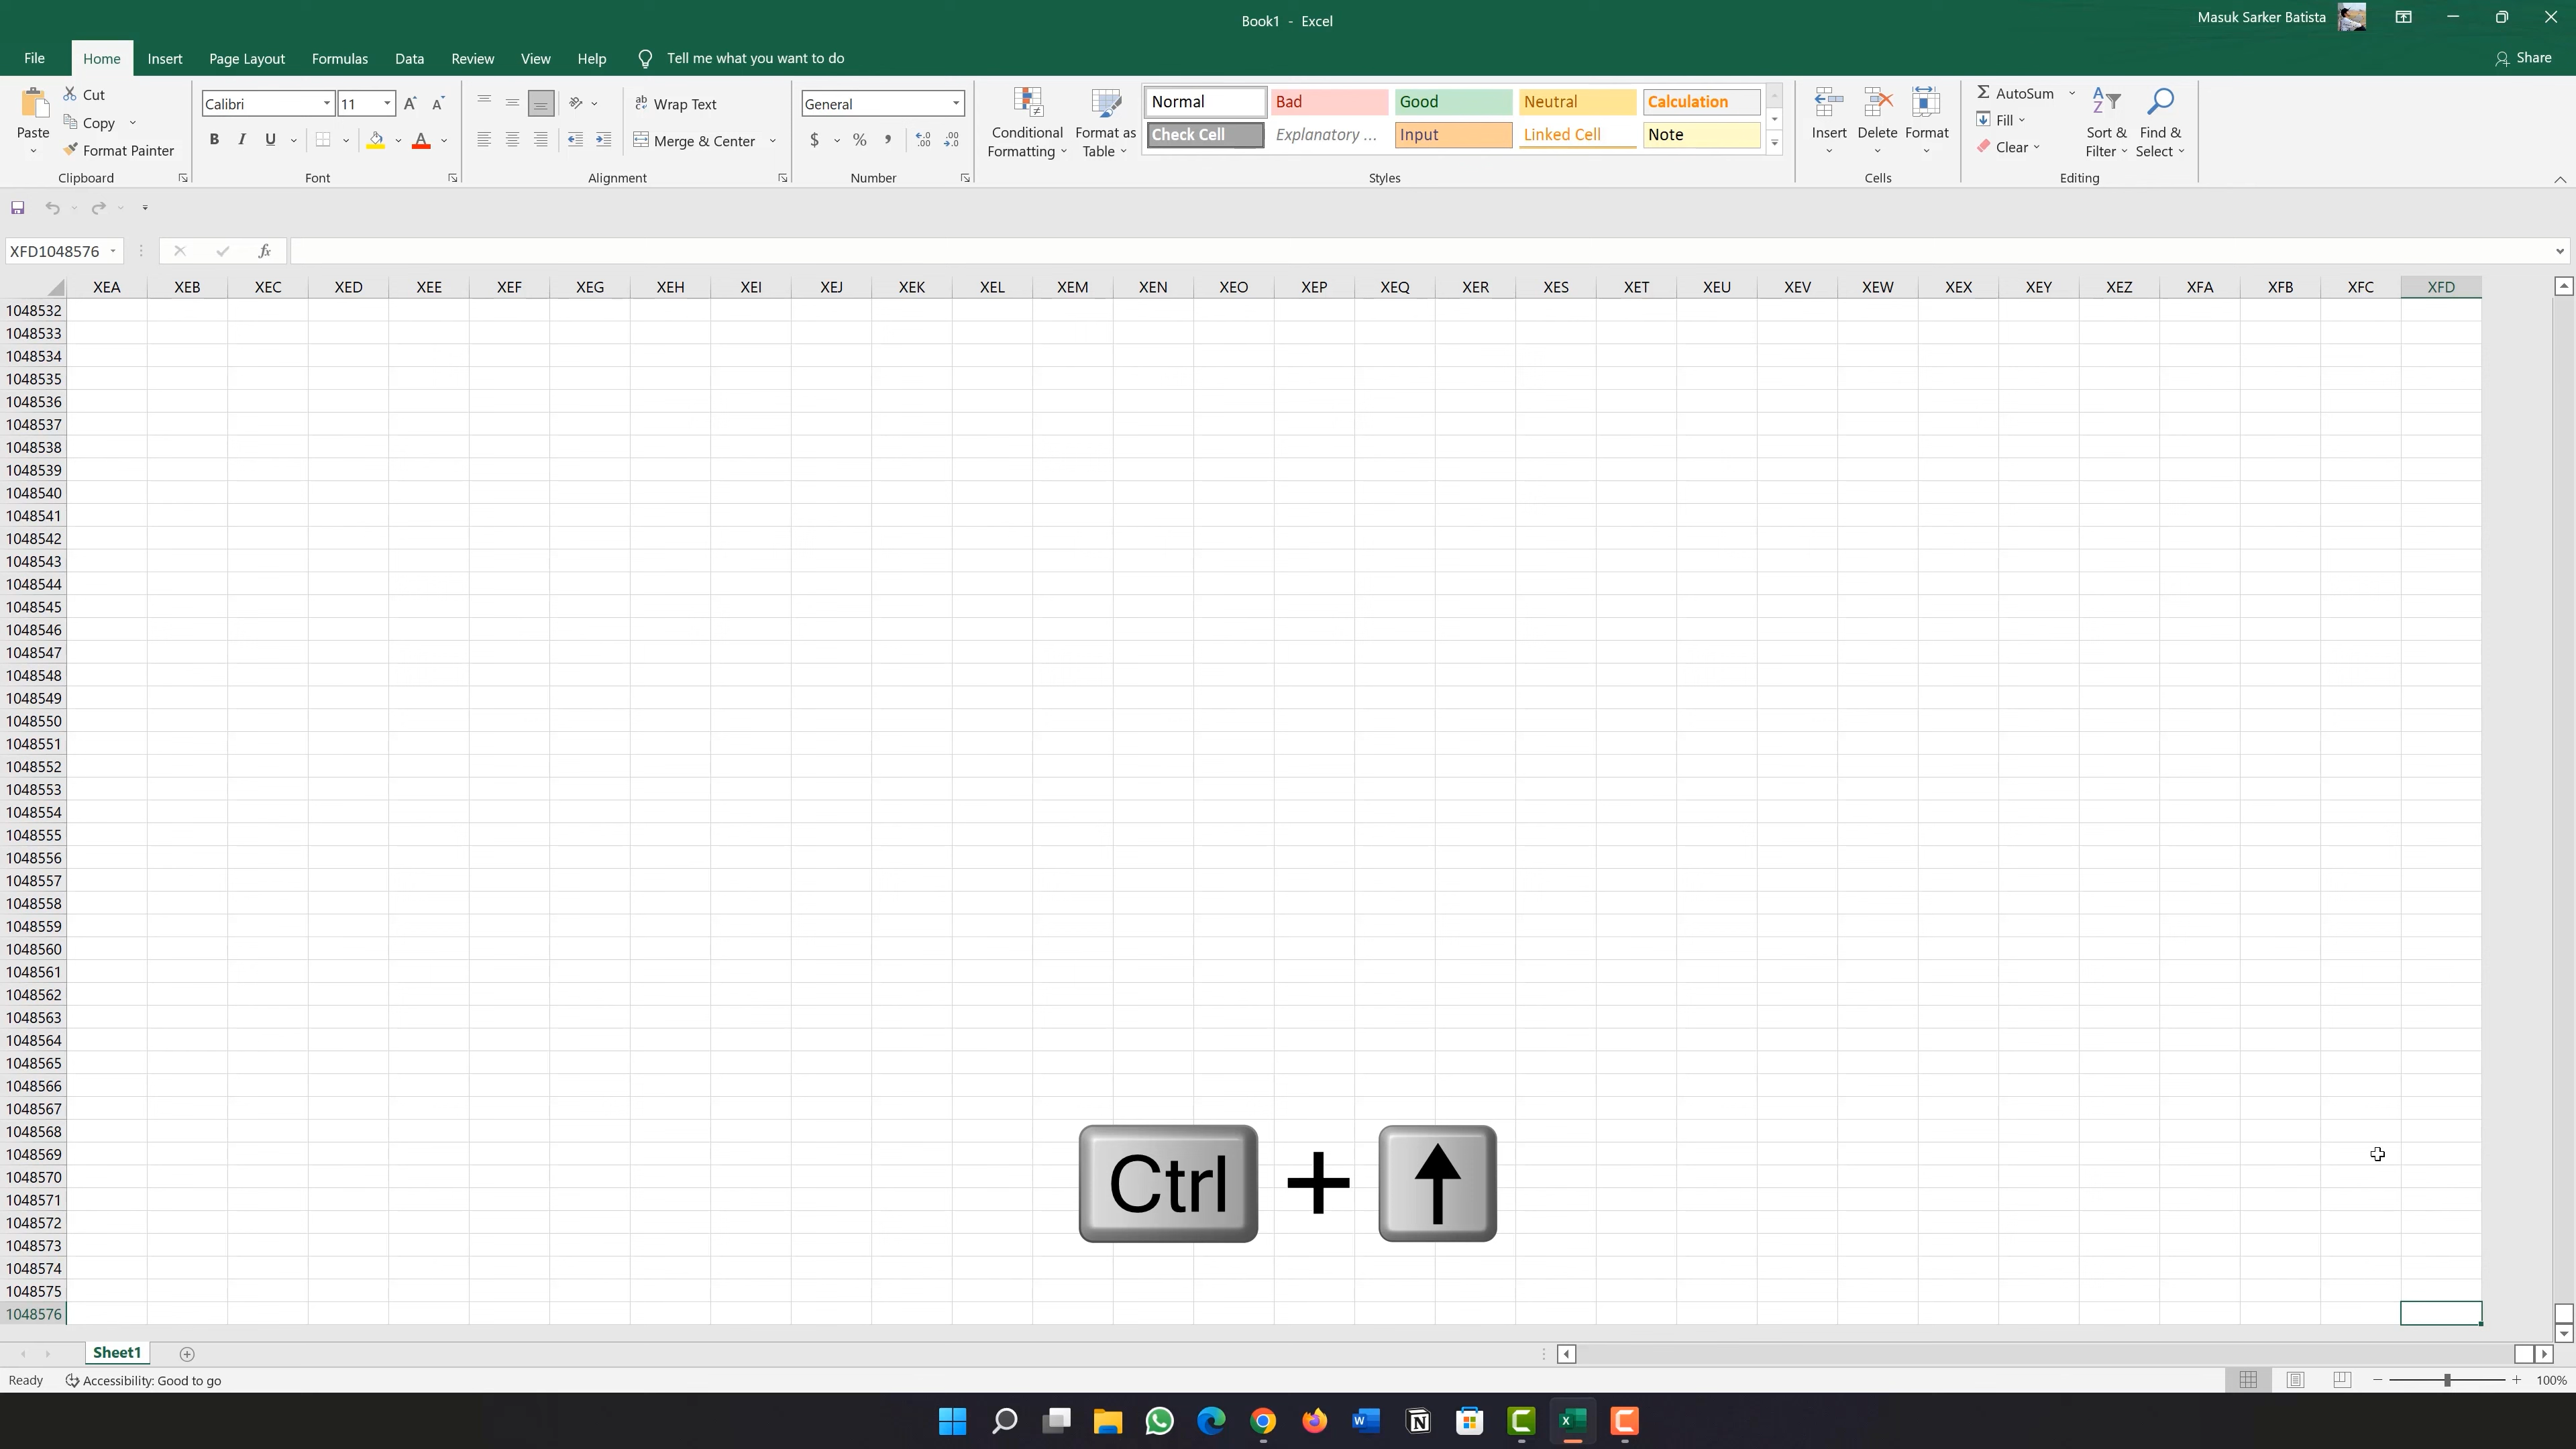 Book1 - Excel
Masuk Sarker Batista
File Home Insert Page Layout Formulas Data Review View Help Tell me what you want to do Share
Paste
Cut
Copy
Format Painter
Clipboard
Calibri 11
B I U A
Font
Wrap Text
Merge & Center
Alignment
General
$ % ,
Number
Conditional Formatting
Format as Table
Normal Bad Good Neutral Calculation
Check Cell Explanatory ... Input Linked Cell Note
Styles
Insert Delete Format
Cells
AutoSum
Fill
Clear
Sort & Filter
Find & Select
Editing
XFD1048576 fx
XEA XEB XEC XED XEE XEF XEG XEH XEI XEJ XEK XEL XEM XEN XEO XEP XEQ XER XES XET XEU XEV XEW XEX XEY XEZ XFA XFB XFC XFD
1048532
1048533
1048534
1048535
1048536
1048537
1048538
1048539
1048540
1048541
1048542
1048543
1048544
1048545
1048546
1048547
1048548
1048549
1048550
1048551
1048552
1048553
1048554
1048555
1048556
1048557
1048558
1048559
1048560
1048561
1048562
1048563
1048564
1048565
1048566
1048567
1048568
1048569
1048570
1048571
1048572
1048573
1048574
1048575
1048576
Ctrl + ↑
Sheet1
Ready Accessibility: Good to go 100%